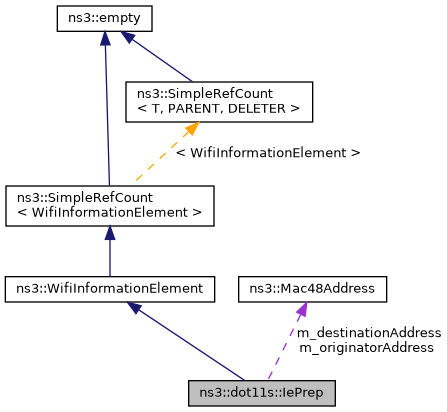 ns3::empty
ns3::SimpleRefCount
< T, PARENT, DELETER >
< WifiInformationElement >
ns3::SimpleRefCount
< WifiInformationElement >
ns3::WifiInformationElement
ns3::Mac48Address
m_destinationAddress
m_originatorAddress
ns3::dot11s::IePrep